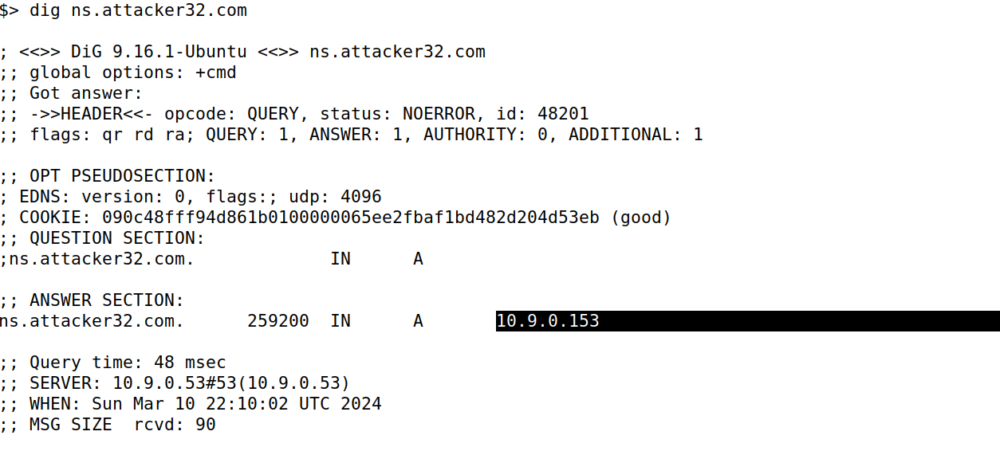 $> dig ns.attacker32.com
; <<>> DiG 9.16.1-Ubuntu <<>> ns.attacker32.com
;; global options: +cmd
;; Got answer:
;; ->>HEADER<<- opcode: QUERY, status: NOERROR, id: 48201
;; flags: qr rd ra; QUERY: 1, ANSWER: 1, AUTHORITY: 0, ADDITIONAL: 1
;; OPT PSEUDOSECTION:
; EDNS: version: 0, flags:; udp: 4096
; COOKIE: 090c48fff94d861b0100000065ee2fbaf1bd482d204d53eb (good)
;; QUESTION SECTION:
;ns.attacker32.com. IN A
;; ANSWER SECTION:
ns.attacker32.com. 259200 IN A 10.9.0.153
;; Query time: 48 msec
;; SERVER: 10.9.0.53#53(10.9.0.53)
;; WHEN: Sun Mar 10 22:10:02 UTC 2024
;; MSG SIZE rcvd: 90